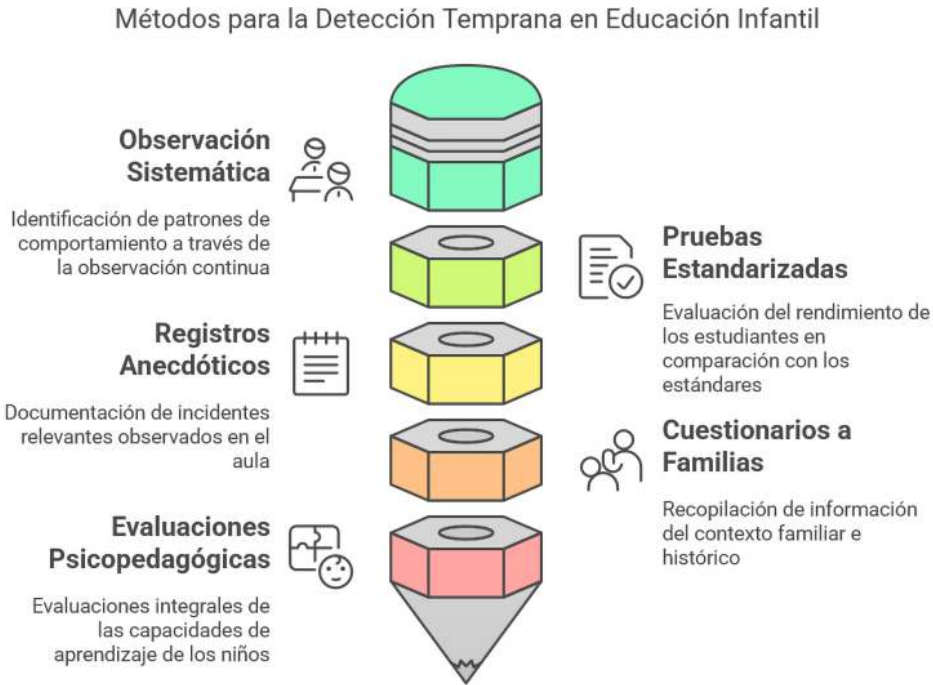 Métodos para la Detección Temprana en Educación Infantil
Observación
Sistemática
Identificación de patrones de
comportamiento a través de
la observación continua
Pruebas
Estandarizadas
Evaluación del rendimiento de
los estudiantes en
comparación con los
estándares
Registros
Anecdóticos
Documentación de incidentes
relevantes observados en el
aula
Cuestionarios a
Familias
Recopilación de información
del contexto familiar e
histórico
Evaluaciones
Psicopedagógicas
Evaluaciones integrales de
las capacidades de
aprendizaje de los niños